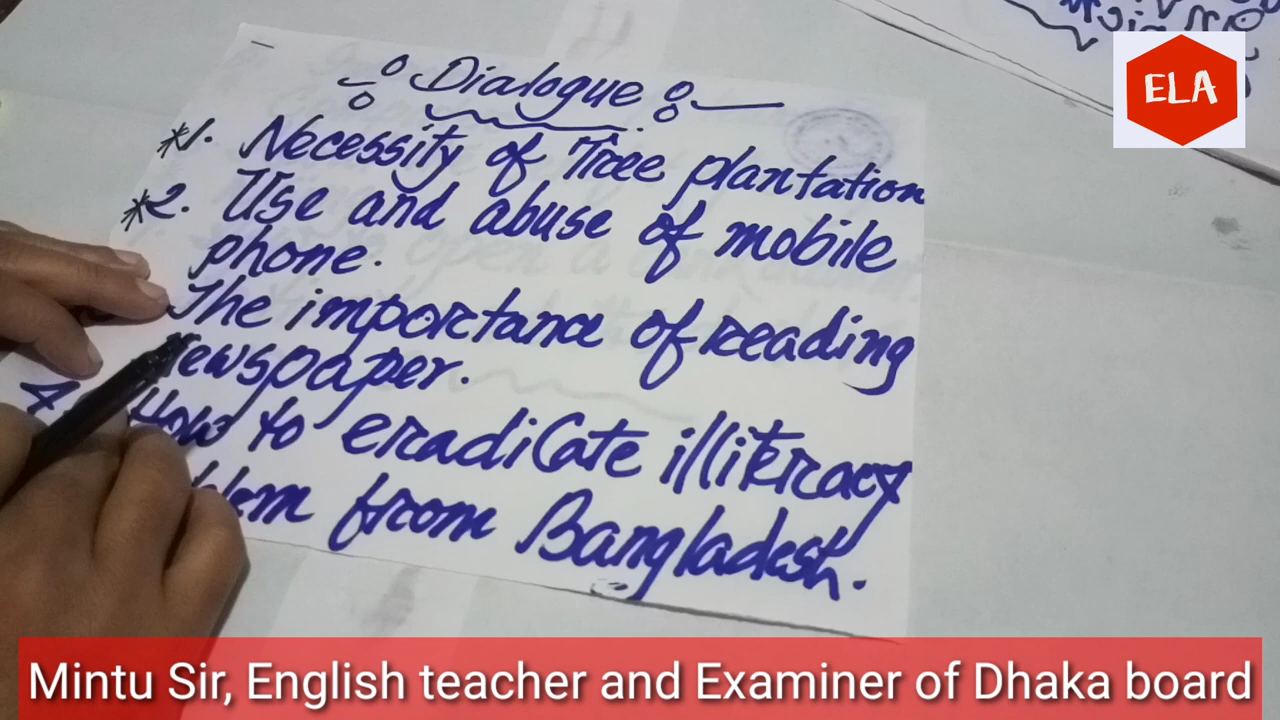 Dialogue
*1. Necessity of Tree plantation
*2. Use and abuse of mobile
phone.
The importance of reading
Newspaper.
4. How to eradicate illiteracy
from Bangladesh.
ELA
Mintu Sir, English teacher and Examiner of Dhaka board